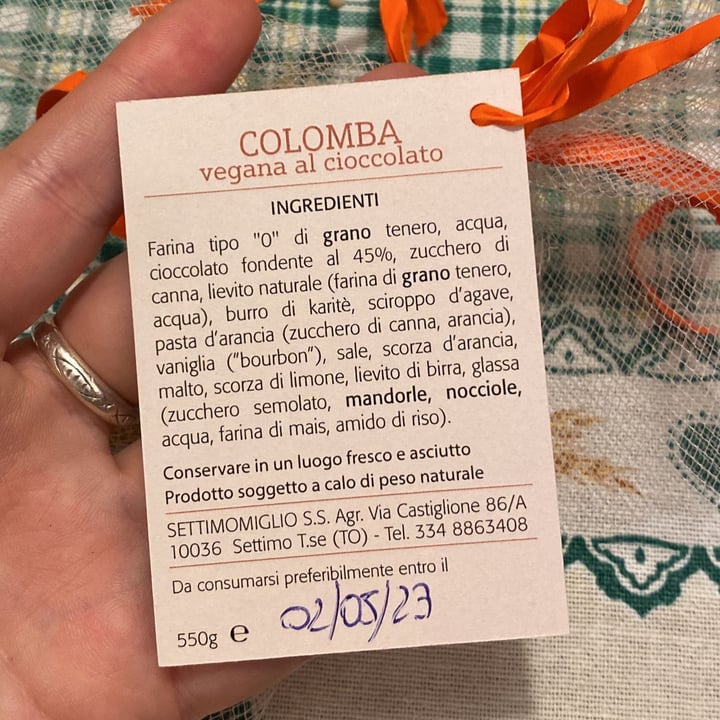 COLOMBA
vegana al cioccolato
INGREDIENTI
Farina tipo "0" di grano tenero, acqua,
cioccolato fondente al 45%, zucchero di
canna, lievito naturale (farina di grano tenero,
acqua), burro di karitè, sciroppo d'agave,
pasta d'arancia (zucchero di canna, arancia),
vaniglia ("bourbon"), sale, scorza d'arancia,
malto, scorza di limone, lievito di birra, glassa
(zucchero semolato, mandorle, nocciole,
acqua, farina di mais, amido di riso).
Conservare in un luogo fresco e asciutto
Prodotto soggetto a calo di peso naturale
SETTIMOMIGLIO S.S. Agr. Via Castiglione 86/A
10036 Settimo T.se (TO) - Tel. 334 8863408
Da consumarsi preferibilmente entro il
550g ℮ 02/05/23